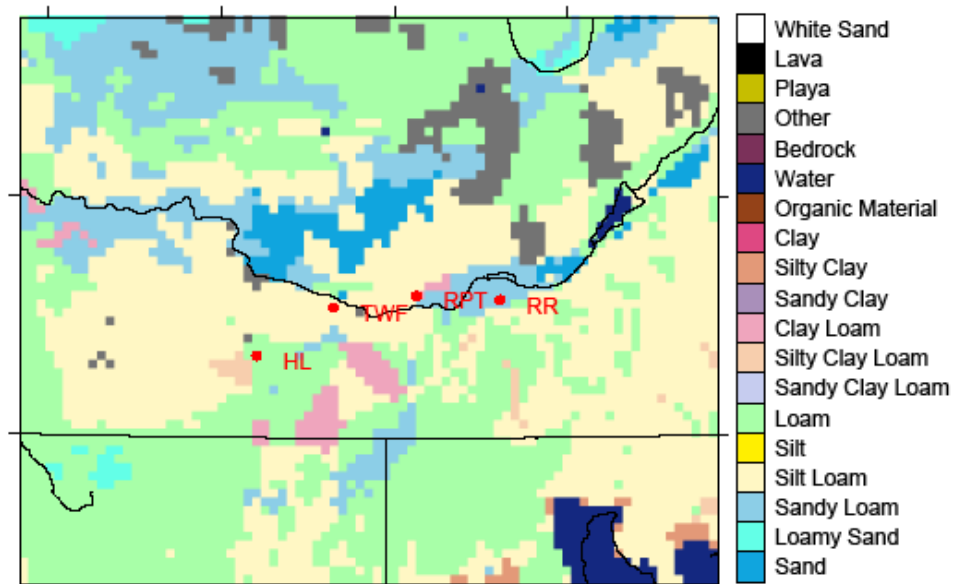 White Sand
Lava
Playa
Other
Bedrock
Water
Organic Material
Clay
Silty Clay
Sandy Clay
Clay Loam
Silty Clay Loam
Sandy Clay Loam
Loam
Silt
Silt Loam
Sandy Loam
Loamy Sand
Sand
TWF
RPT
RR
HL